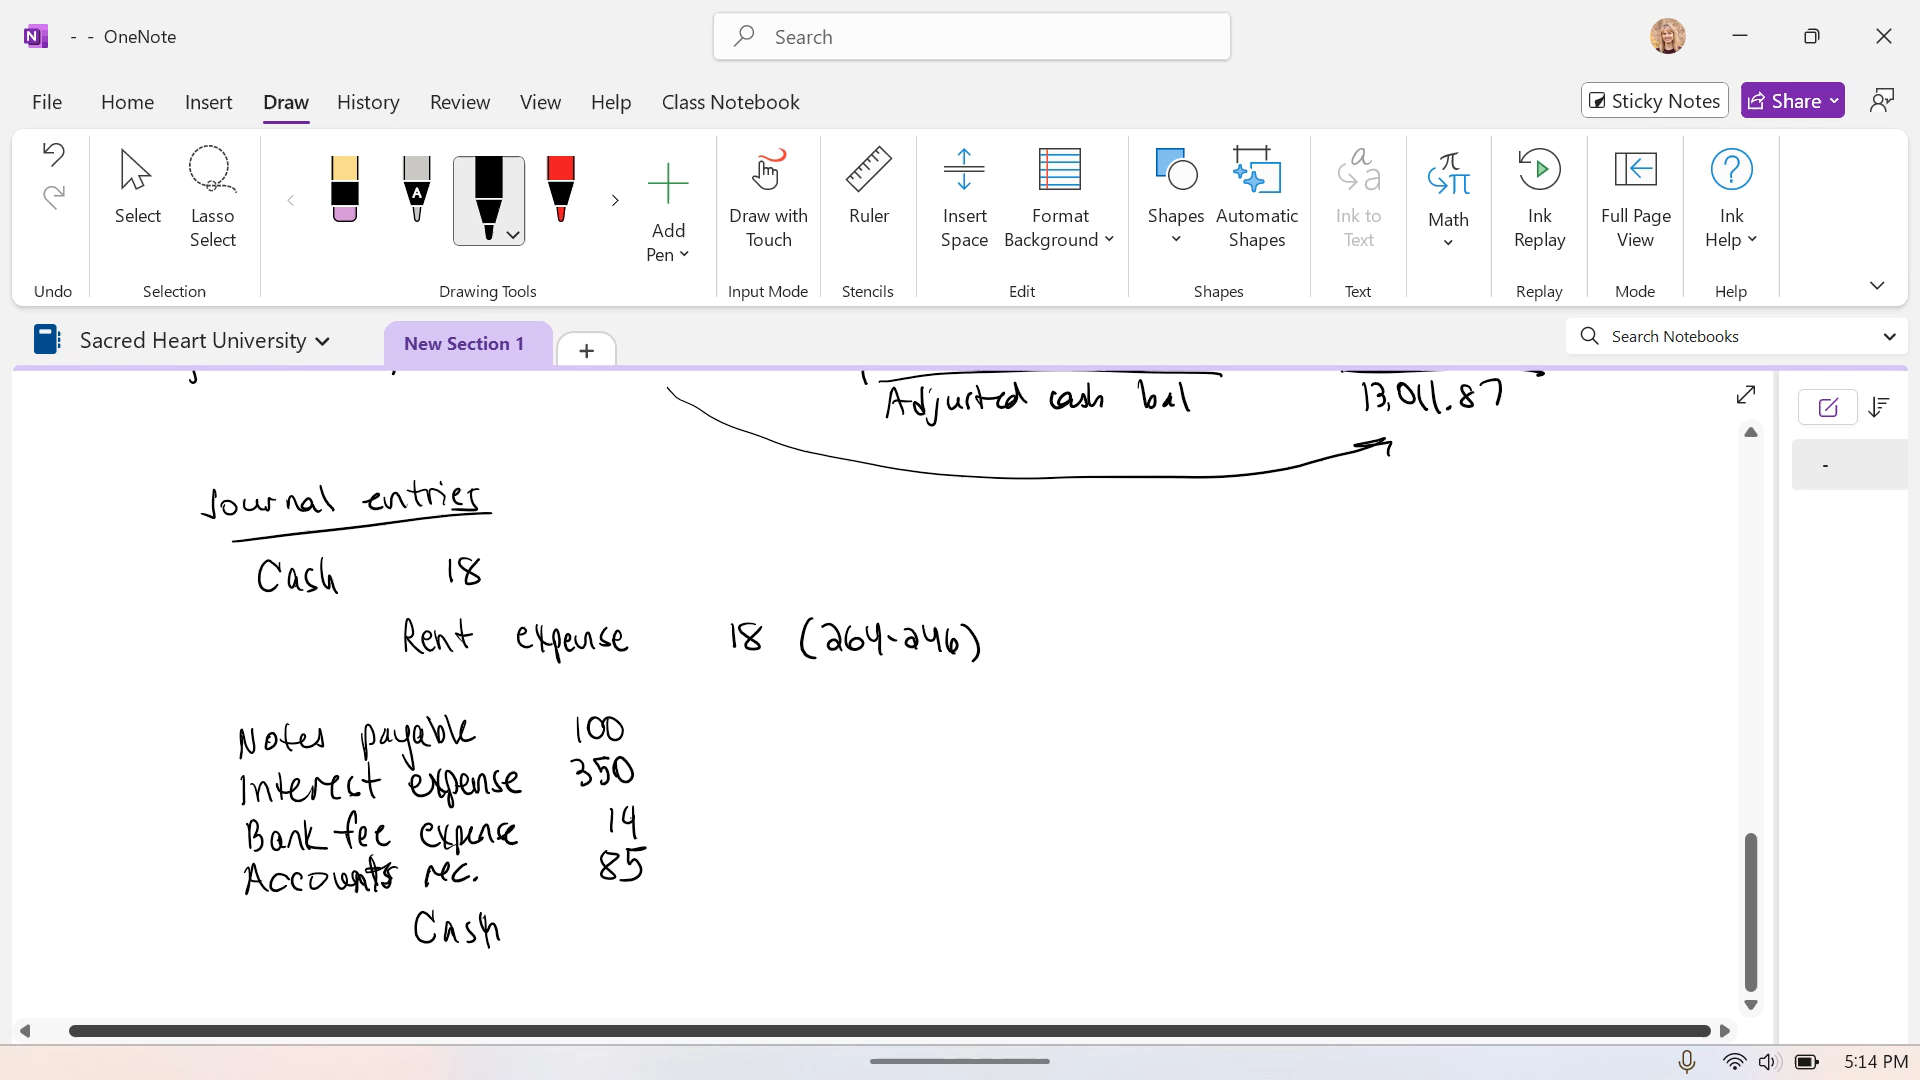 - - OneNote
Search
File Home Insert Draw History Review View Help Class Notebook
Sticky Notes Share
Select
Lasso Select
A
Add Pen
Draw with Touch
Ruler
Insert Space
Format Background
Shapes
Automatic Shapes
Ink to Text
Math
Ink Replay
Full Page View
Ink Help
Undo Selection Drawing Tools Input Mode Stencils Edit Shapes Text Replay Mode Help
Sacred Heart University New Section 1 + Search Notebooks
Adjusted cash bal 13,011.87
-
Journal entries
Cash 18
Rent expense 18 (264-246)
Notes payable 100
Interest expense 350
Bank fee expense 14
Accounts rec. 85
Cash
5:14 PM